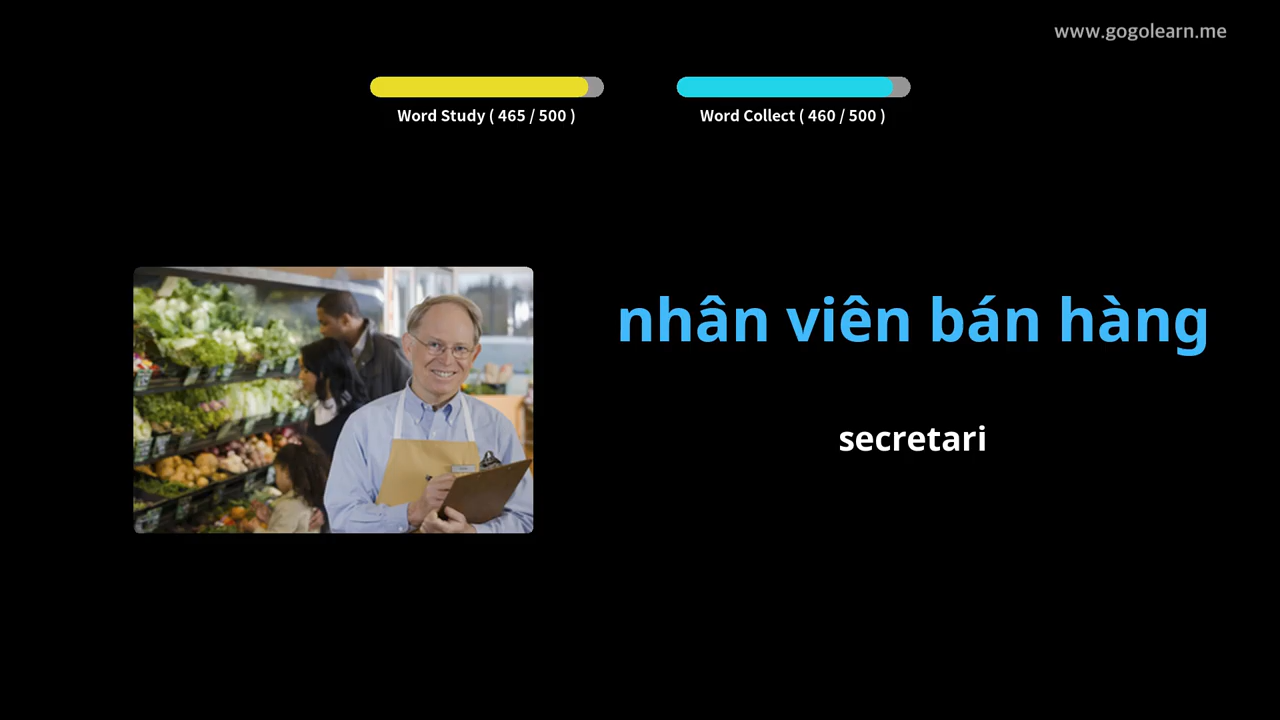 www.gogolearn.me
Word Study ( 465 / 500 )
Word Collect ( 460 / 500 )
nhân viên bán hàng
secretari